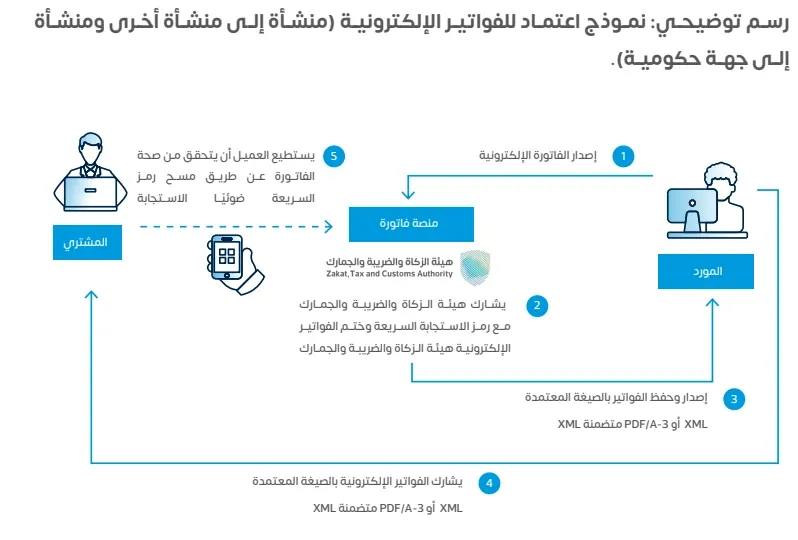 رسم توضيحي: نموذج اعتماد للفواتير الإلكترونية (منشأة إلى منشأة أخرى ومنشأة
إلى جهة حكومية).
1 إصدار الفاتورة الإلكترونية
5 يستطيع العميل أن يتحقق من صحة
الفاتورة عن طريق مسح رمز
السريعة ضوئيًا الاستجابة
منصة فاتورة
المشتري
المورد
هيئة الزكاة والضريبة والجمارك
Zakat, Tax and Customs Authority
2 يشارك هيئة الزكاة والضريبة والجمارك
مع رمز الاستجابة السريعة وختم الفواتير
الإلكترونية هيئة الزكاة والضريبة والجمارك
3 إصدار وحفظ الفواتير بالصيغة المعتمدة
XML أو PDF/A-3 متضمنة XML
4 يشارك الفواتير الإلكترونية بالصيغة المعتمدة
XML أو PDF/A-3 متضمنة XML